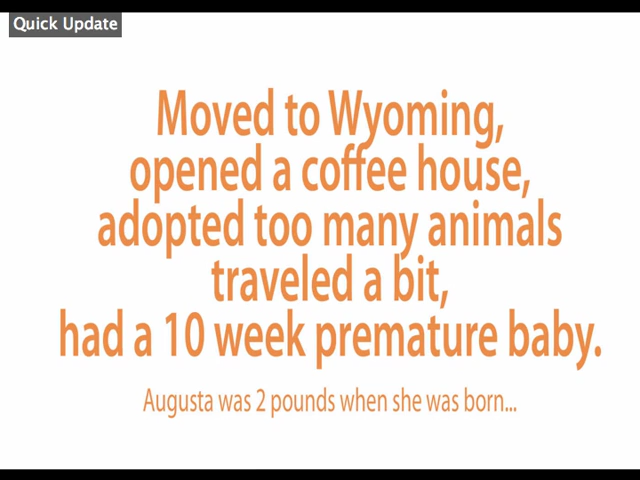 Quick Update
Moved to Wyoming,
opened a coffee house,
adopted too many animals
traveled a bit,
had a 10 week premature baby.
Augusta was 2 pounds when she was born...